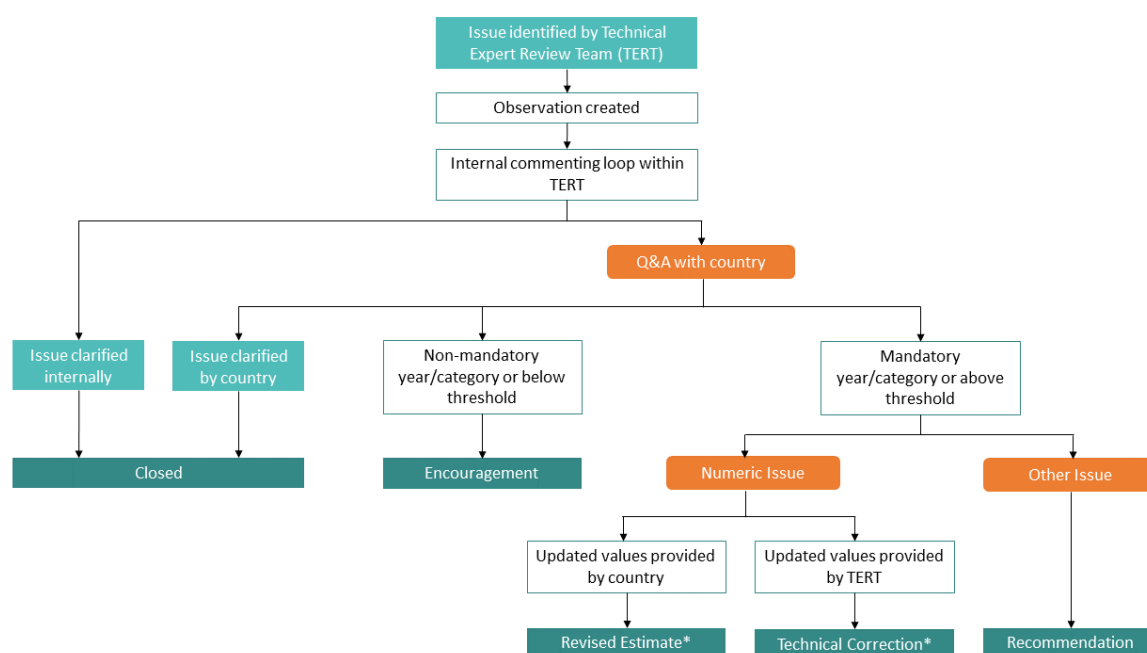 Issue identified by Technical
Expert Review Team (TERT)
Observation created
Internal commenting loop within
TERT
Q&A with country
Issue clarified
internally
Issue clarified
by country
Non-mandatory
year/category or below
threshold
Mandatory
year/category or above
threshold
Closed
Encouragement
Numeric Issue
Other Issue
Updated values provided
by country
Updated values provided
by TERT
Revised Estimate*
Technical Correction*
Recommendation